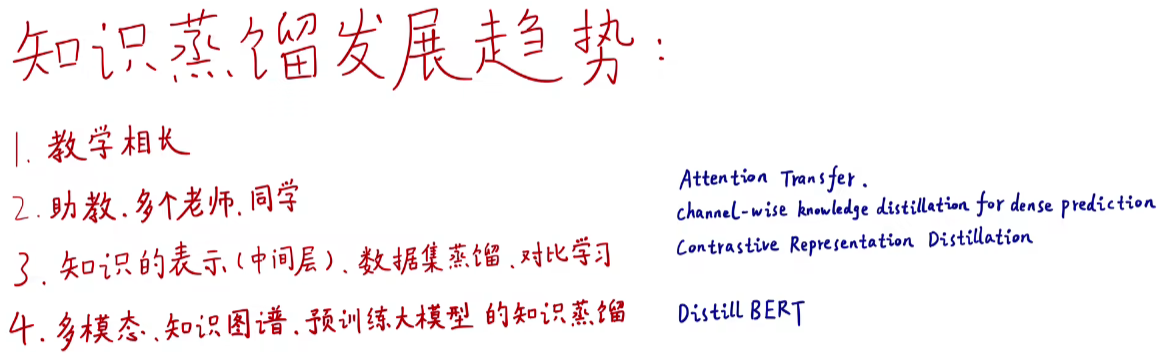 知识蒸馏发展趋势：
1. 教学相长
2. 助教、多个老师、同学
3. 知识的表示（中间层）、数据集蒸馏、对比学习
Attention Transfer.
channel-wise knowledge distillation for dense prediction
Contrastive Representation Distillation
4. 多模态、知识图谱、预训练大模型 的知识蒸馏
Distill BERT